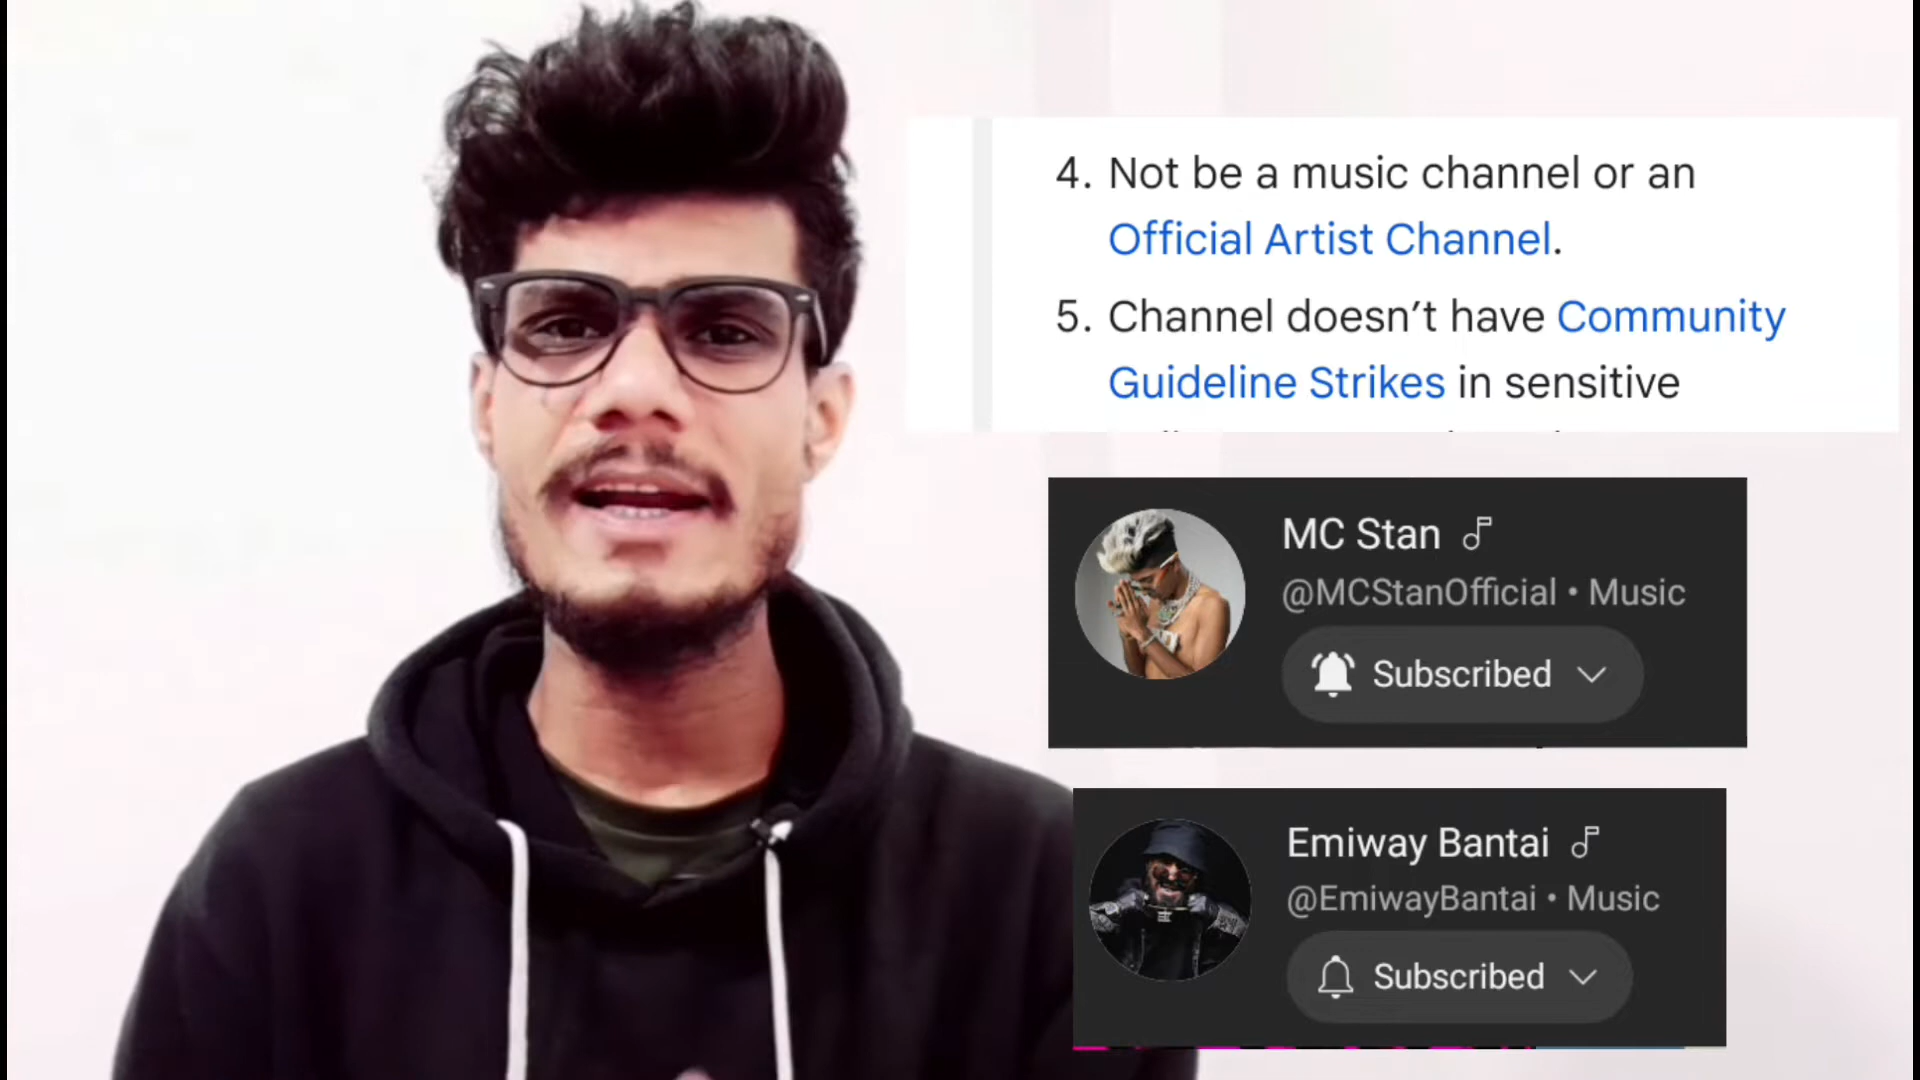 4. Not be a music channel or an
Official Artist Channel.
5. Channel doesn’t have Community
Guideline Strikes in sensitive
MC Stan
@MCStanOfficial • Music
Subscribed
Emiway Bantai
@EmiwayBantai • Music
Subscribed